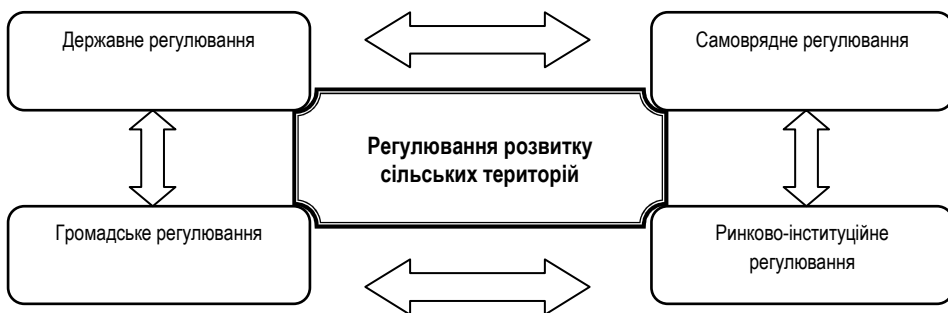 Державне регулювання
Самоврядне регулювання
Регулювання розвитку
сільських територій
Громадське регулювання
Ринково-інституційне
регулювання